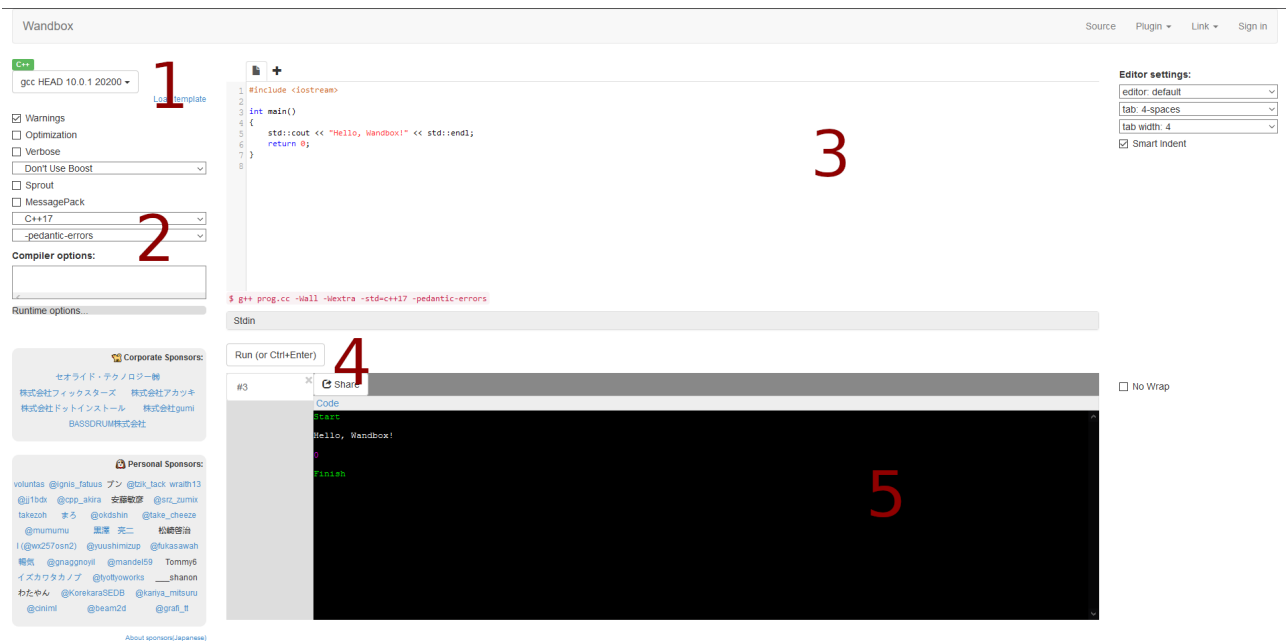 Wandbox
Source Plugin Link Sign in
C++
gcc HEAD 10.0.1 20200
1
Load template
Warnings
Optimization
Verbose
Don't Use Boost
Sprout
MessagePack
C++17
-pedantic-errors
2
Compiler options:
Runtime options...
1 #include <iostream>
2
3 int main()
4 {
5 std::cout << "Hello, Wandbox!" << std::endl;
6 return 0;
7 }
8
3
$ g++ prog.cc -Wall -Wextra -std=c++17 -pedantic-errors
Stdin
Run (or Ctrl+Enter)
4
#3
Share
Code
Start
Hello, Wandbox!
0
Finish
5
Editor settings:
editor: default
tab: 4-spaces
tab width: 4
Smart Indent
No Wrap
Corporate Sponsors:
セオライド・テクノロジー㈱
株式会社フィックスターズ 株式会社アカツキ
株式会社ドットインストール 株式会社gumi
BASSDRUM株式会社
Personal Sponsors:
voluntas @ignis_fatuus プン @tzik_tack wraith13
@jj1bdx @cpp_akira 安藤敏彦 @srz_zumix
takezoh まろ @okdshin @take_cheeze
@mumumu 黒澤 亮二 松崎啓治
(@wx257osn2) @yuushimizup @fukasawah
暢気 @gnaggnoyil @mandel59 Tommy6
イズカワタカノブ @tyottyoworks ___shanon
わたやん @KorekaraSEDB @kariya_mitsuru
@ciniml @beam2d @grafi_tt
About sponsors(Japanese)